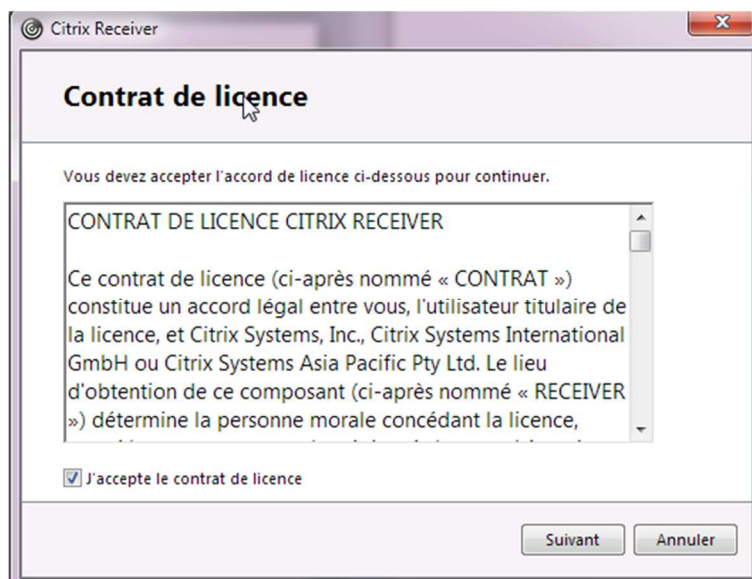 Citrix Receiver
Contrat de licence
Vous devez accepter l'accord de licence ci-dessous pour continuer.
CONTRAT DE LICENCE CITRIX RECEIVER
Ce contrat de licence (ci-après nommé « CONTRAT »)
constitue un accord légal entre vous, l'utilisateur titulaire de
la licence, et Citrix Systems, Inc., Citrix Systems International
GmbH ou Citrix Systems Asia Pacific Pty Ltd. Le lieu
d'obtention de ce composant (ci-après nommé « RECEIVER
») détermine la personne morale concédant la licence,
J'accepte le contrat de licence
Suivant
Annuler